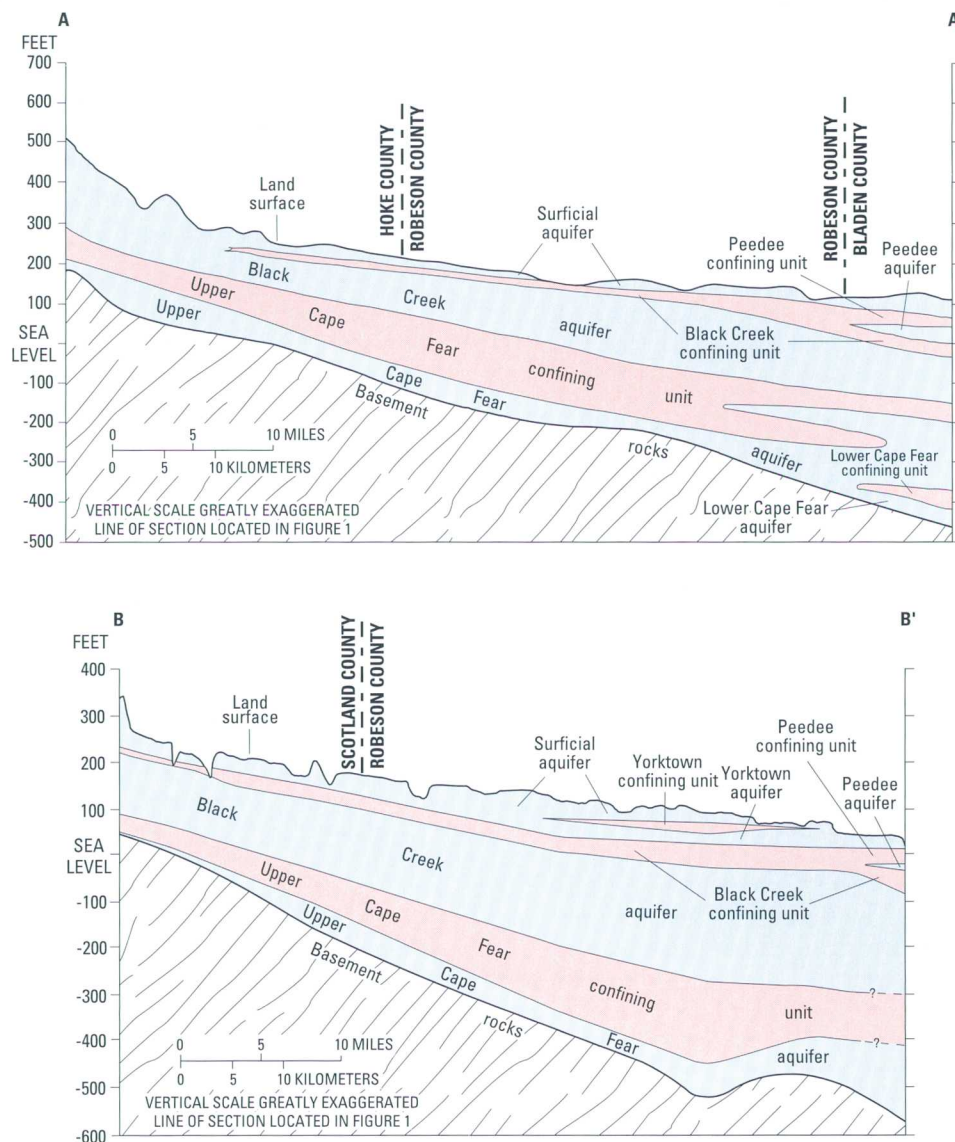 A
A
FEET
700
600
500
400
300
200
100
SEA
LEVEL
-100
-200
-300
-400
-500
HOKE COUNTY
ROBESON COUNTY
ROBESON COUNTY
BLADEN COUNTY
Land
surface
Surficial
aquifer
Peedee
confining unit
Peedee
aquifer
Black Creek aquifer
Black Creek
confining unit
Upper Cape Fear confining unit
Upper Cape Fear aquifer
Basement rocks
Lower Cape Fear
confining unit
Lower Cape Fear
aquifer
0 5 10 MILES
0 5 10 KILOMETERS
VERTICAL SCALE GREATLY EXAGGERATED
LINE OF SECTION LOCATED IN FIGURE 1
B
B'
FEET
400
300
200
100
SEA
LEVEL
-100
-200
-300
-400
-500
-600
SCOTLAND COUNTY
ROBESON COUNTY
Land
surface
Surficial
aquifer
Yorktown
confining unit
Yorktown
aquifer
Peedee
confining unit
Peedee
aquifer
Black Creek aquifer
Black Creek
confining unit
Upper Cape Fear confining unit
-?-
-?-
Upper Cape Fear aquifer
Basement rocks
0 5 10 MILES
0 5 10 KILOMETERS
VERTICAL SCALE GREATLY EXAGGERATED
LINE OF SECTION LOCATED IN FIGURE 1